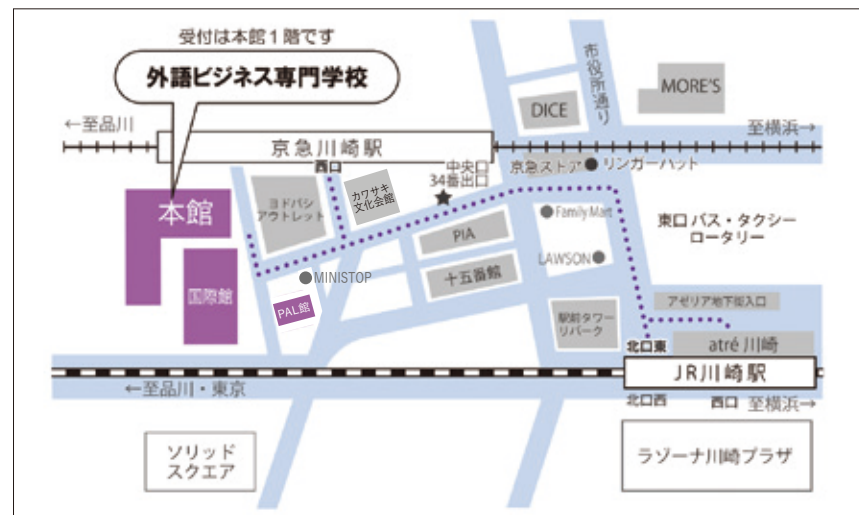 受付は本館1階です
外語ビジネス専門学校
市役所通り
MORE'S
DICE
←至品川
京急川崎駅
至横浜→
西口
中央口
34番出口
京急ストア
リンガーハット
本館
ヨドバシ
アウトレット
カワサキ
文化会館
PIA
Family Mart
東口 バス・タクシー
ロータリー
国際館
MINISTOP
十五番館
LAWSON
PAL館
駅前タワー
リパーク
アゼリア地下街入口
北口東
atré 川崎
JR川崎駅
←至品川・東京
北口西
西口
至横浜→
ソリッド
スクエア
ラゾーナ川崎プラザ